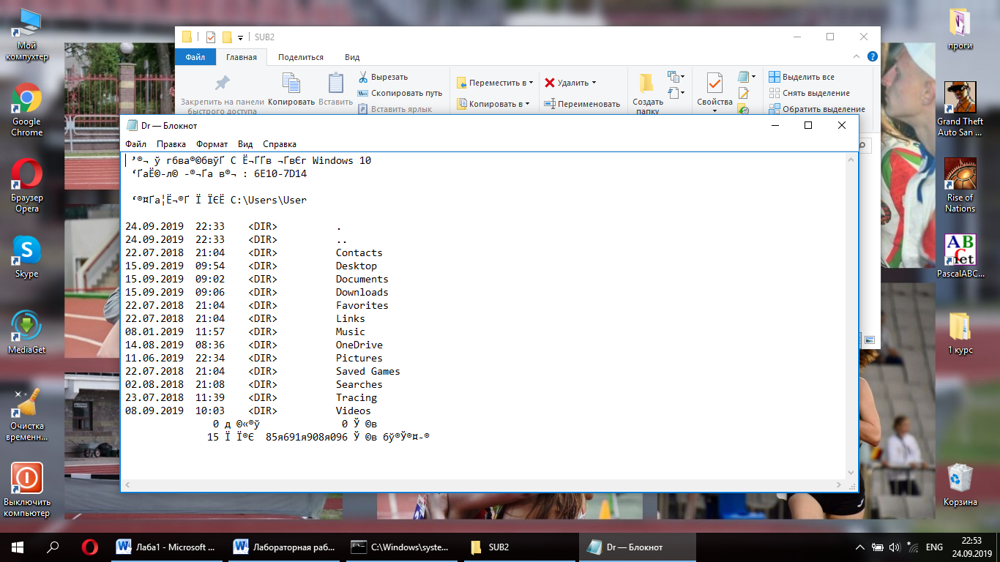 SUB2
Файл Главная Поделиться Вид
Закрепить на панели быстрого доступа
Копировать
Вставить
Вырезать
Скопировать путь
Вставить ярлык
Переместить в
Копировать в
Удалить
Переименовать
Создать папку
Свойства
Выделить все
Снять выделение
Обратить выделение
Dr — Блокнот
Файл Правка Формат Вид Справка
’®¬ ў гбва®©бвўҐ C Ё¬ҐҐв ¬ҐвЄг Windows 10
‘ҐаЁ©-л© -®¬Ґа в®¬ : 6E10-7D14
‘®¤Ґа¦Ё¬®Ґ Ї ЇЄЁ C:\Users\User
24.09.2019 22:33 <DIR> .
24.09.2019 22:33 <DIR> ..
22.07.2018 21:04 <DIR> Contacts
15.09.2019 09:54 <DIR> Desktop
15.09.2019 09:02 <DIR> Documents
15.09.2019 09:06 <DIR> Downloads
22.07.2018 21:04 <DIR> Favorites
22.07.2018 21:04 <DIR> Links
08.01.2019 11:57 <DIR> Music
14.08.2019 08:36 <DIR> OneDrive
11.06.2019 22:34 <DIR> Pictures
22.07.2018 21:04 <DIR> Saved Games
02.08.2018 21:08 <DIR> Searches
23.07.2018 11:39 <DIR> Tracing
08.09.2019 10:03 <DIR> Videos
0 д ©«®ў 0 Ў ©в
15 Ї Ї®Є 85я691я908я096 Ў ©в бў®Ў®¤-®
Мой компухтер
Google Chrome
Браузер Opera
Skype
MediaGet
Очистка временн...
Выключить компьютер
проги
Grand Theft Auto San ...
Rise of Nations
ABC
PascalABC...
1 курс
Корзина
Лаба1 - Microsoft ...
Лабораторная раб...
C:\Windows\syste...
SUB2
Dr — Блокнот
ENG
22:53
24.09.2019